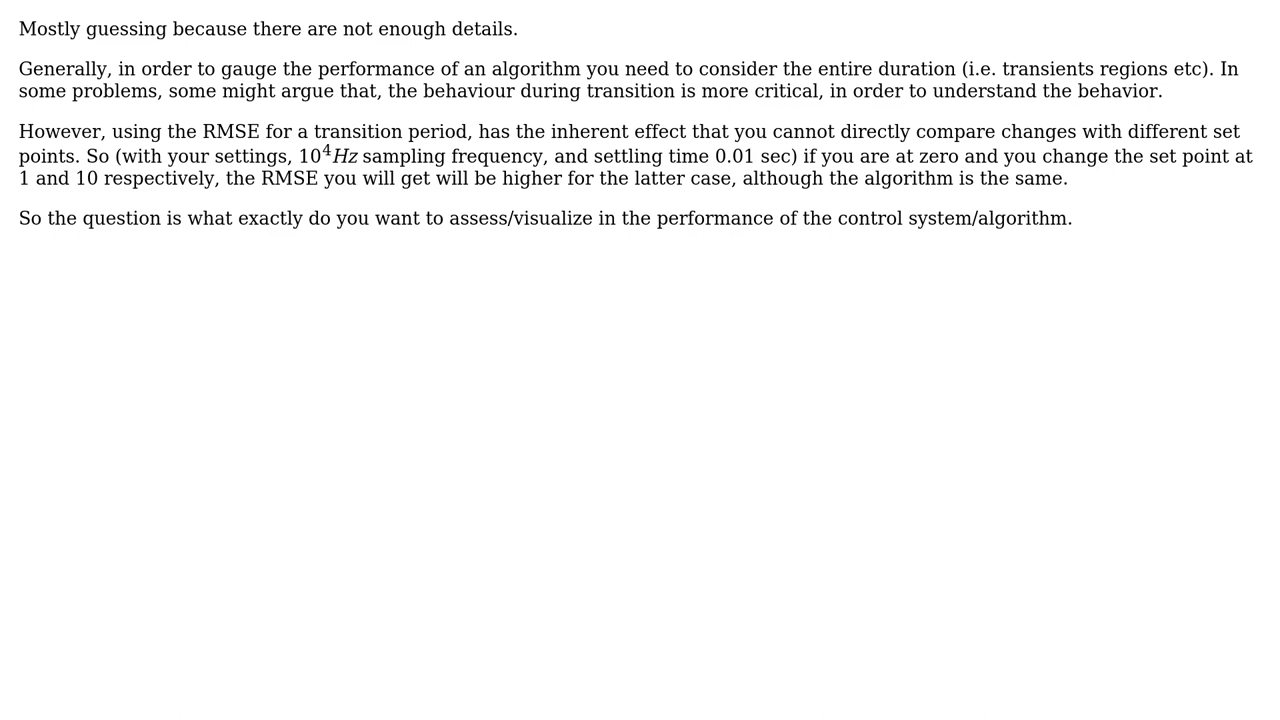 Mostly guessing because there are not enough details.
Generally, in order to gauge the performance of an algorithm you need to consider the entire duration (i.e. transients regions etc). In
some problems, some might argue that, the behaviour during transition is more critical, in order to understand the behavior.
However, using the RMSE for a transition period, has the inherent effect that you cannot directly compare changes with different set
points. So (with your settings, 10⁴Hz sampling frequency, and settling time 0.01 sec) if you are at zero and you change the set point at
1 and 10 respectively, the RMSE you will get will be higher for the latter case, although the algorithm is the same.
So the question is what exactly do you want to assess/visualize in the performance of the control system/algorithm.